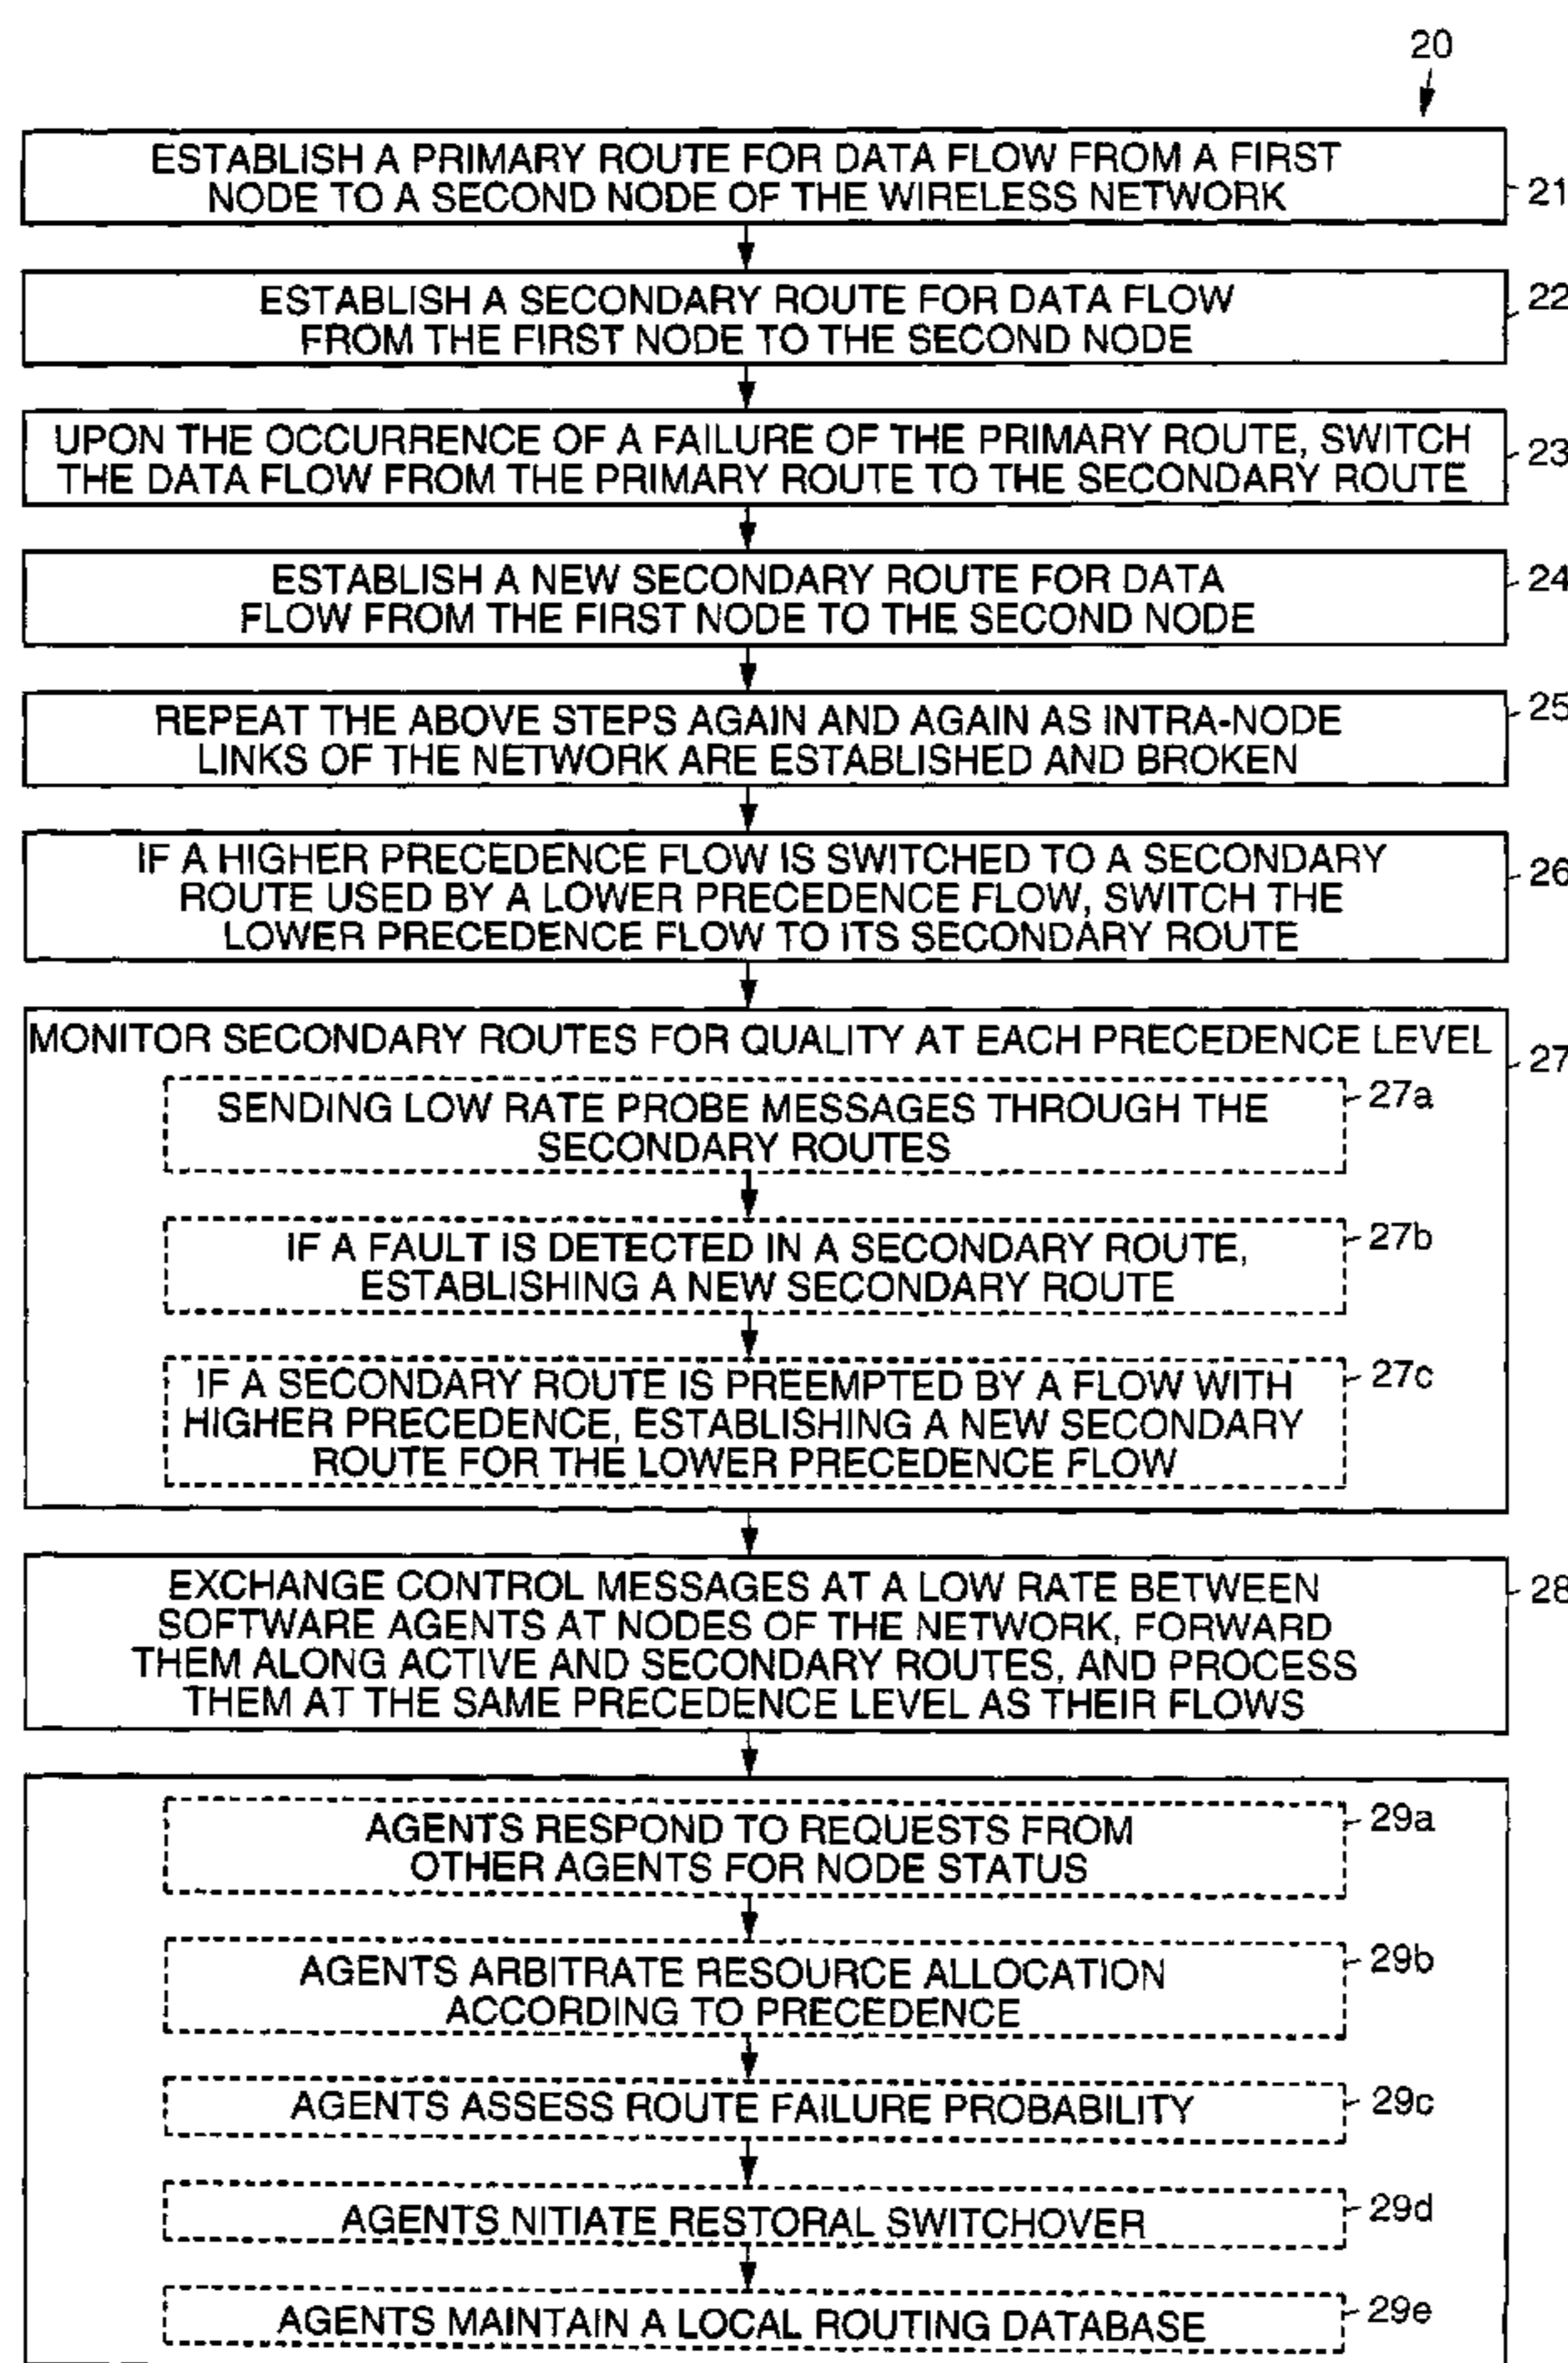 20
ESTABLISH A PRIMARY ROUTE FOR DATA FLOW FROM A FIRST
NODE TO A SECOND NODE OF THE WIRELESS NETWORK
21
ESTABLISH A SECONDARY ROUTE FOR DATA FLOW
FROM THE FIRST NODE TO THE SECOND NODE
22
UPON THE OCCURRENCE OF A FAILURE OF THE PRIMARY ROUTE, SWITCH
THE DATA FLOW FROM THE PRIMARY ROUTE TO THE SECONDARY ROUTE
23
ESTABLISH A NEW SECONDARY ROUTE FOR DATA
FLOW FROM THE FIRST NODE TO THE SECOND NODE
24
REPEAT THE ABOVE STEPS AGAIN AND AGAIN AS INTRA-NODE
LINKS OF THE NETWORK ARE ESTABLISHED AND BROKEN
25
IF A HIGHER PRECEDENCE FLOW IS SWITCHED TO A SECONDARY
ROUTE USED BY A LOWER PRECEDENCE FLOW, SWITCH THE
LOWER PRECEDENCE FLOW TO ITS SECONDARY ROUTE
26
MONITOR SECONDARY ROUTES FOR QUALITY AT EACH PRECEDENCE LEVEL
27
SENDING LOW RATE PROBE MESSAGES THROUGH THE
SECONDARY ROUTES
27a
IF A FAULT IS DETECTED IN A SECONDARY ROUTE,
ESTABLISHING A NEW SECONDARY ROUTE
27b
IF A SECONDARY ROUTE IS PREEMPTED BY A FLOW WITH
HIGHER PRECEDENCE, ESTABLISHING A NEW SECONDARY
ROUTE FOR THE LOWER PRECEDENCE FLOW
27c
EXCHANGE CONTROL MESSAGES AT A LOW RATE BETWEEN
SOFTWARE AGENTS AT NODES OF THE NETWORK, FORWARD
THEM ALONG ACTIVE AND SECONDARY ROUTES, AND PROCESS
THEM AT THE SAME PRECEDENCE LEVEL AS THEIR FLOWS
28
AGENTS RESPOND TO REQUESTS FROM
OTHER AGENTS FOR NODE STATUS
29a
AGENTS ARBITRATE RESOURCE ALLOCATION
ACCORDING TO PRECEDENCE
29b
AGENTS ASSESS ROUTE FAILURE PROBABILITY
29c
AGENTS NITIATE RESTORAL SWITCHOVER
29d
AGENTS MAINTAIN A LOCAL ROUTING DATABASE
29e